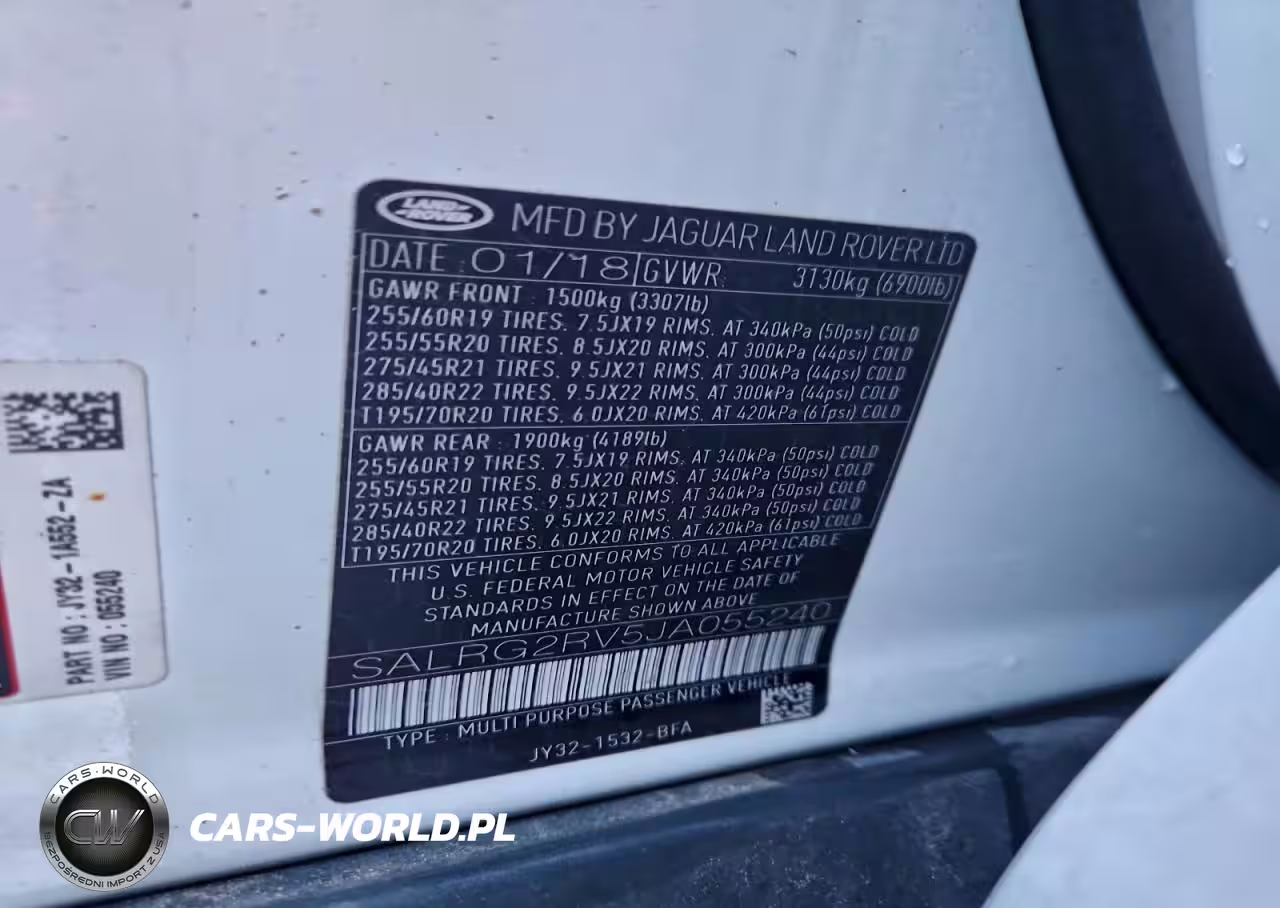 LAND ROVER
MFD BY JAGUAR LAND ROVER LTD
DATE : 01/18 GVWR: 3130kg (6900lb)
GAWR FRONT : 1500kg (3307lb)
255/60R19 TIRES, 7.5JX19 RIMS, AT 340kPa (50psi) COLD
255/55R20 TIRES, 8.5JX20 RIMS, AT 300kPa (44psi) COLD
275/45R21 TIRES, 9.5JX21 RIMS, AT 300kPa (44psi) COLD
285/40R22 TIRES, 9.5JX22 RIMS, AT 300kPa (44psi) COLD
T195/70R20 TIRES, 6.0JX20 RIMS, AT 420kPa (61psi) COLD
GAWR REAR : 1900kg (4189lb)
255/60R19 TIRES, 7.5JX19 RIMS, AT 340kPa (50psi) COLD
255/55R20 TIRES, 8.5JX20 RIMS, AT 340kPa (50psi) COLD
275/45R21 TIRES, 9.5JX21 RIMS, AT 340kPa (50psi) COLD
285/40R22 TIRES, 9.5JX22 RIMS, AT 340kPa (50psi) COLD
T195/70R20 TIRES, 6.0JX20 RIMS, AT 420kPa (61psi) COLD
THIS VEHICLE CONFORMS TO ALL APPLICABLE
U.S. FEDERAL MOTOR VEHICLE SAFETY
STANDARDS IN EFFECT ON THE DATE OF
MANUFACTURE SHOWN ABOVE
SALRG2RV5JA055240
TYPE : MULTI PURPOSE PASSENGER VEHICLE
JY32-1532-BFA
PART NO : JY32-1A552-ZA
VIN NO : 055240
CARS-WORLD
CW
BEZPOŚREDNI IMPORT Z USA
CARS-WORLD.PL